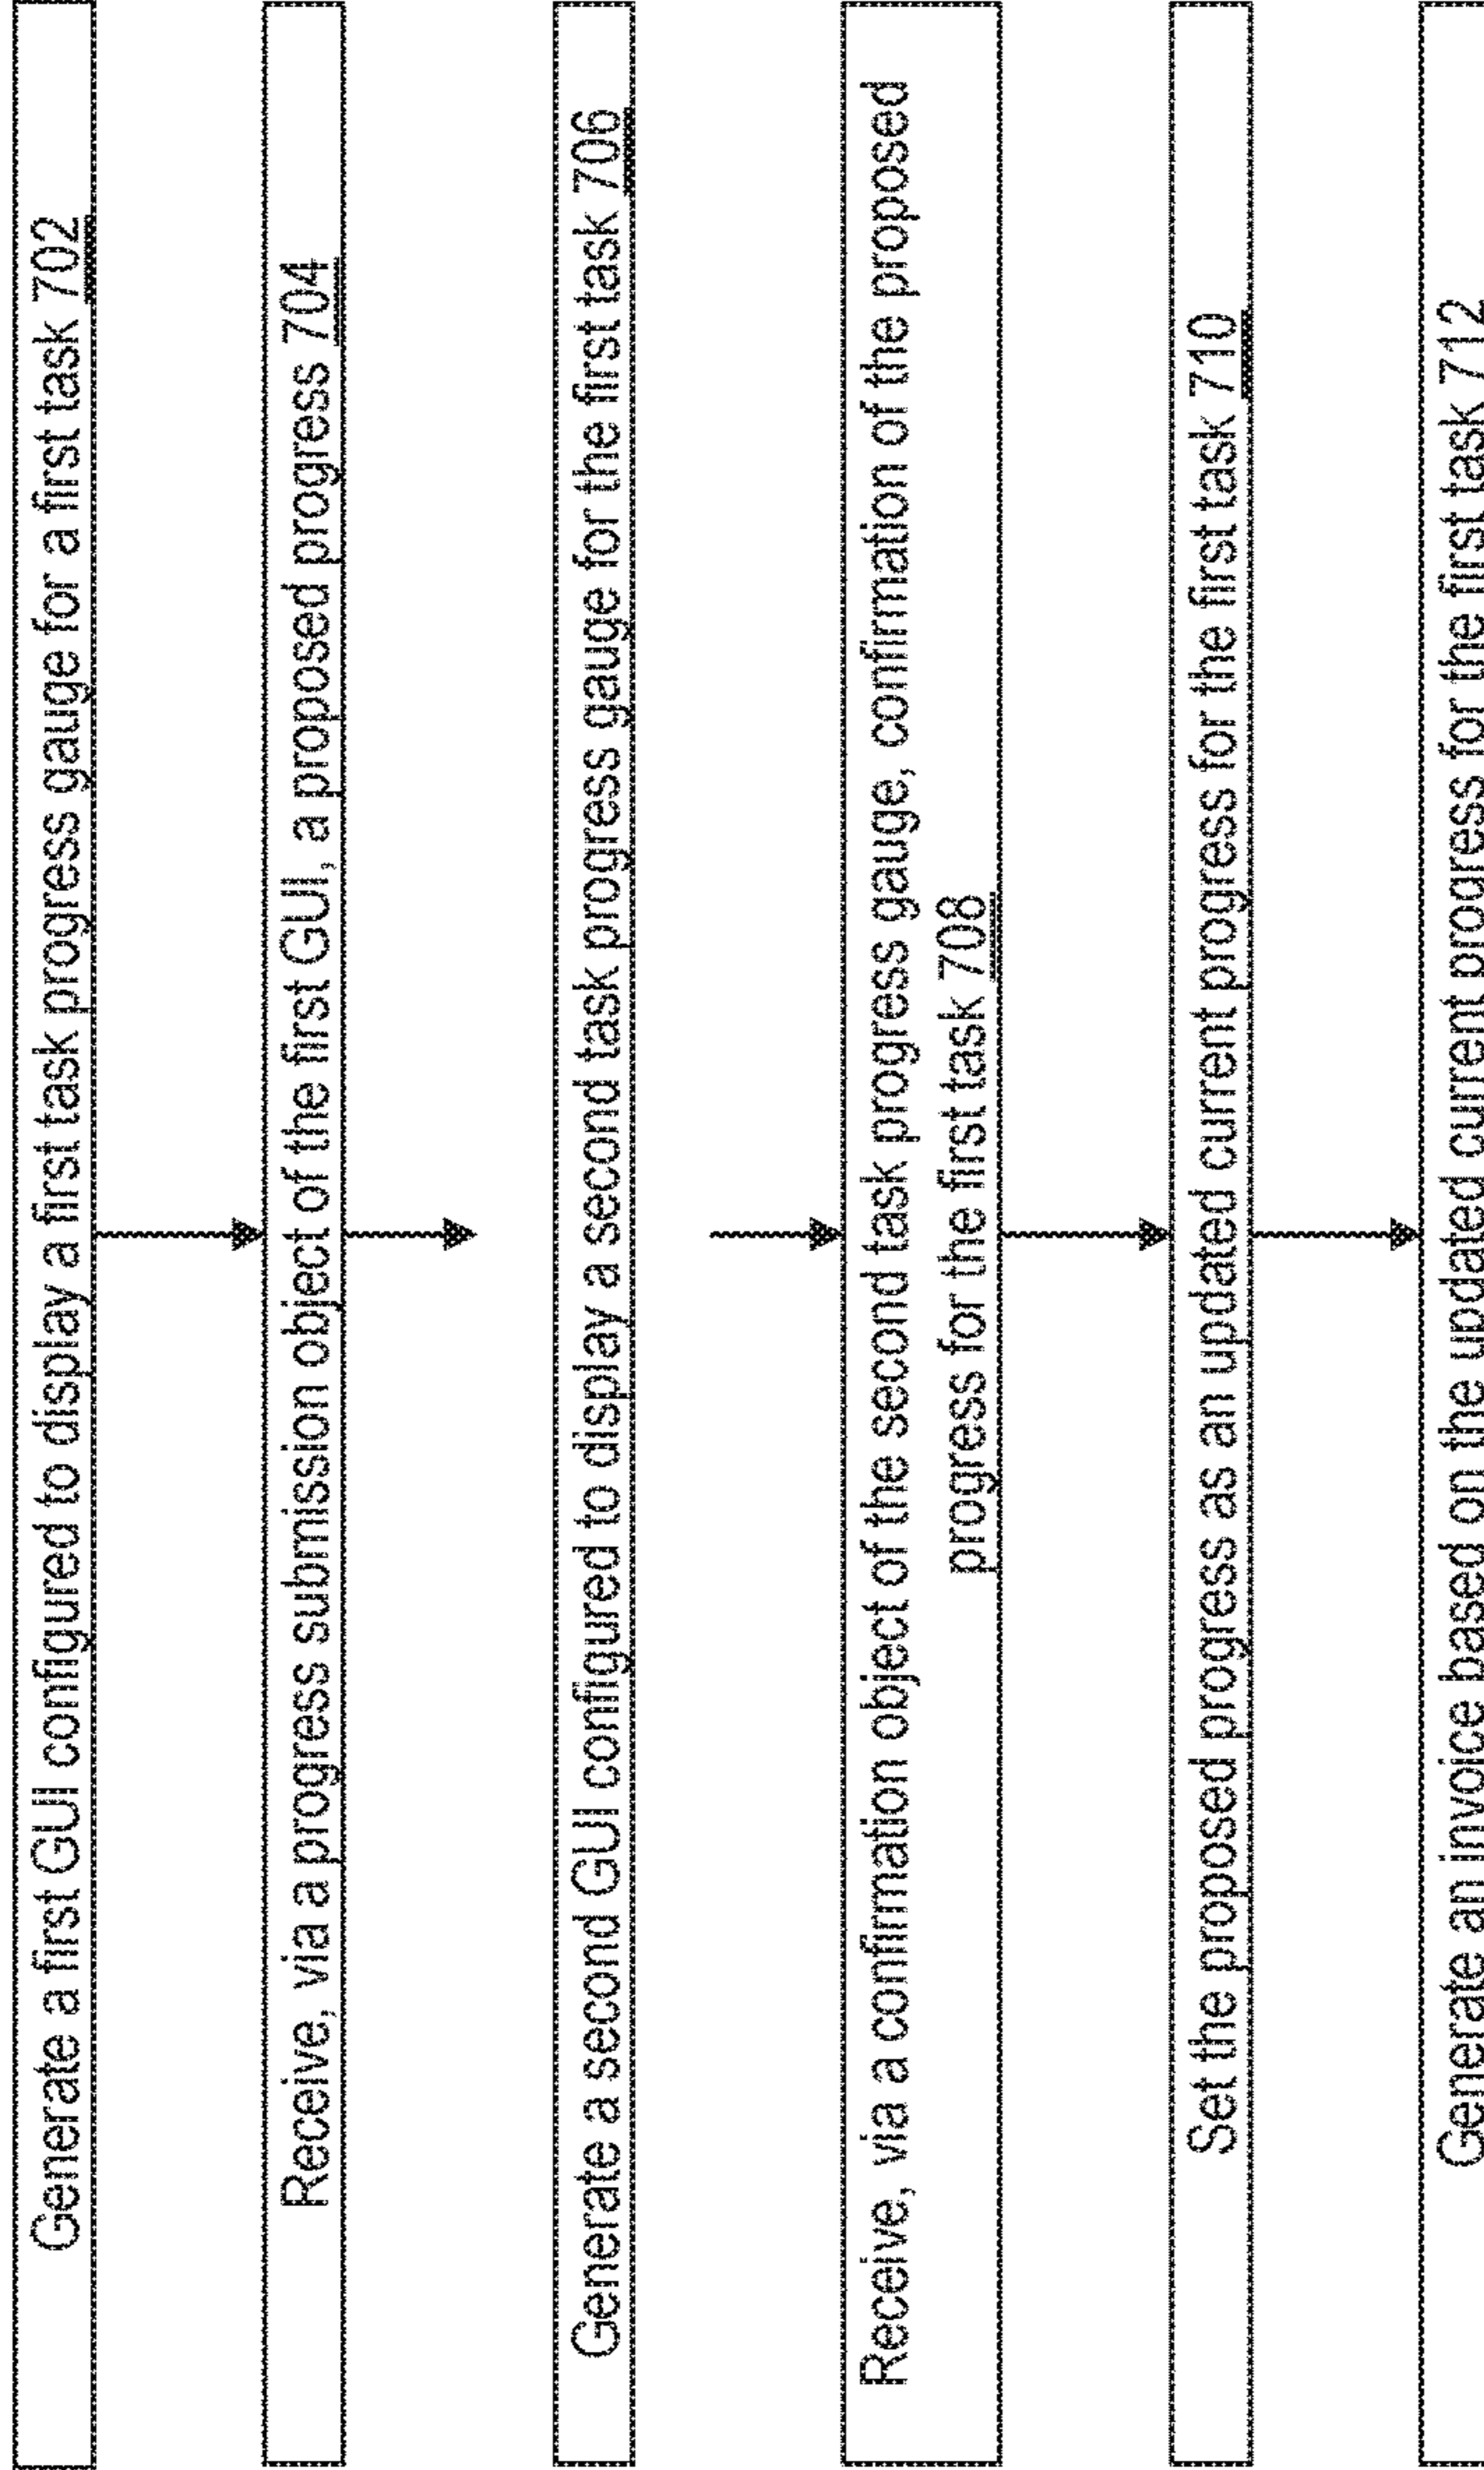 Generate a first GUI configured to display a first task progress gauge for a first task 702
Receive, via a progress submission object of the first GUI, a proposed progress 704
Generate a second GUI configured to display a second task progress gauge for the first task 706
Receive, via a confirmation object of the second task progress gauge, confirmation of the proposed
progress for the first task 708
Set the proposed progress as an updated current progress for the first task 710
Generate an invoice based on the updated current progress for the first task 712